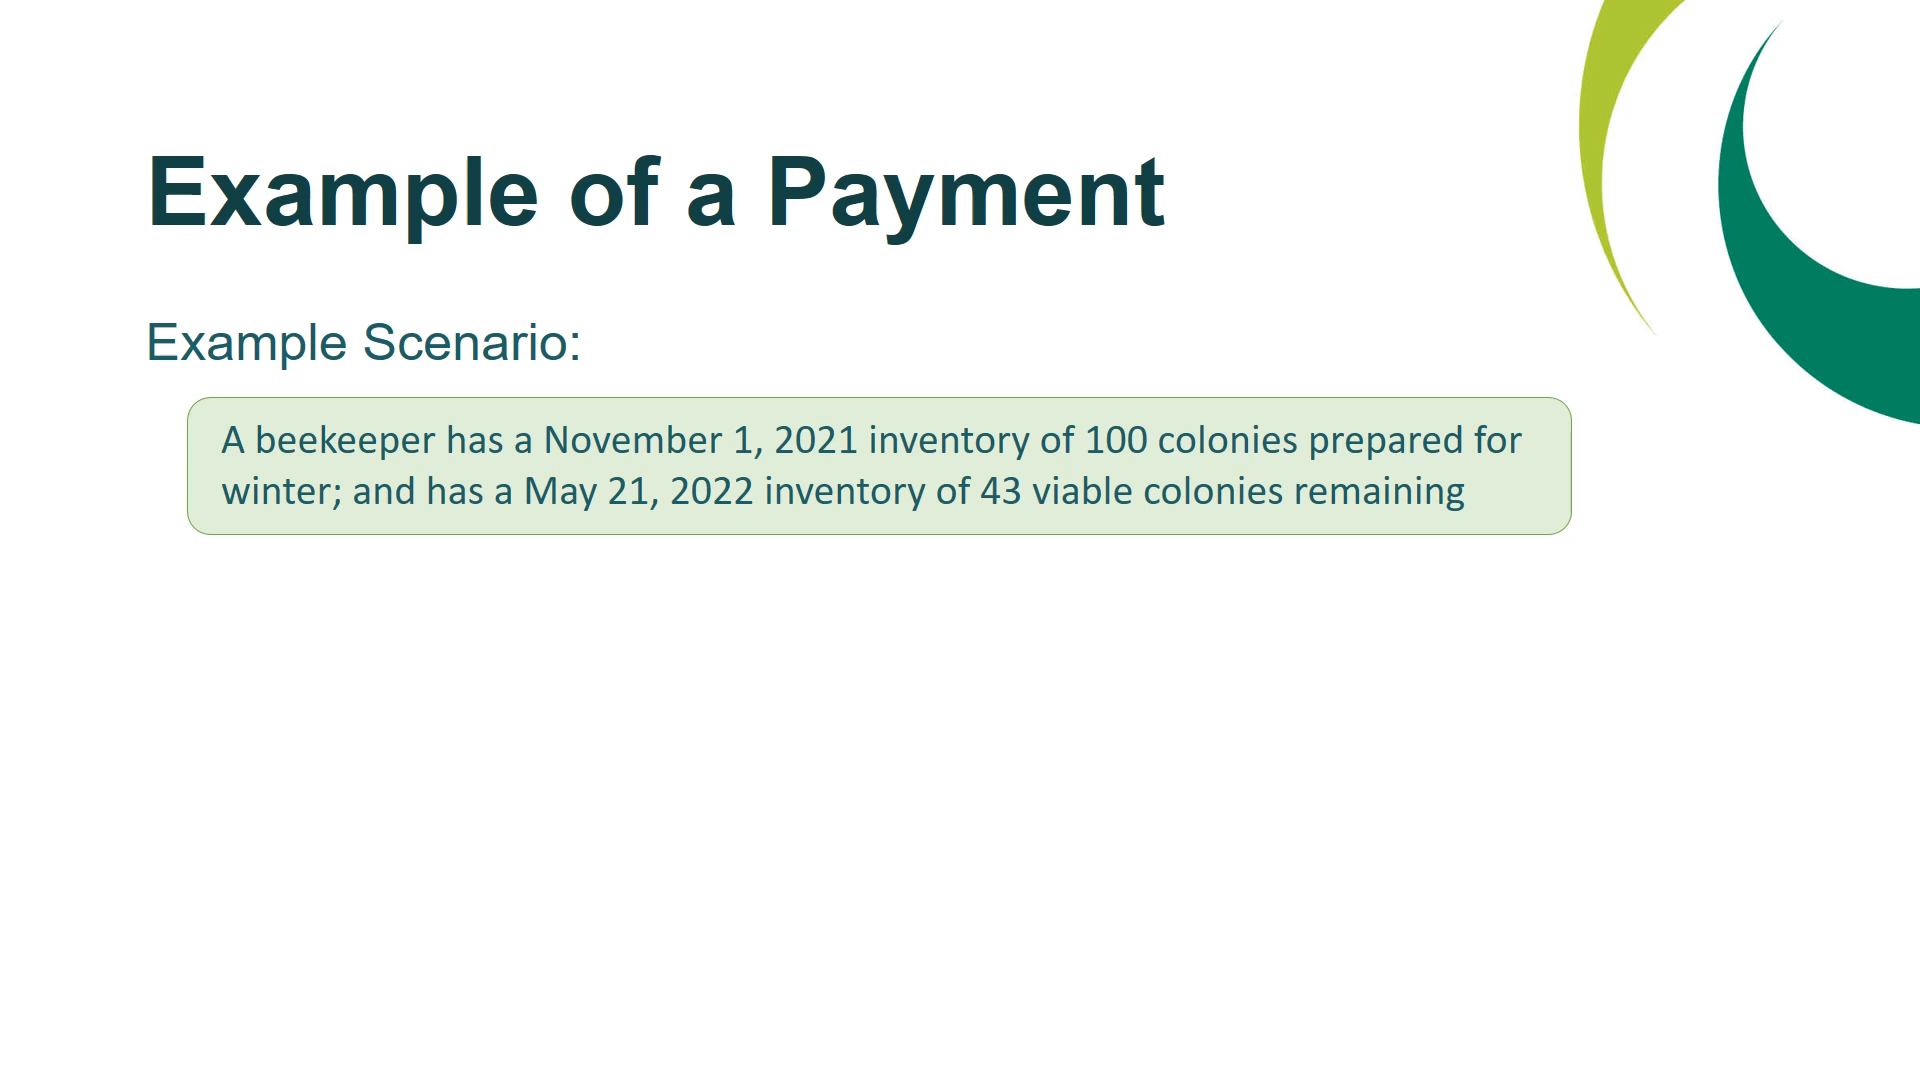 Example of a Payment
Example Scenario:
A beekeeper has a November 1, 2021 inventory of 100 colonies prepared for
winter; and has a May 21, 2022 inventory of 43 viable colonies remaining